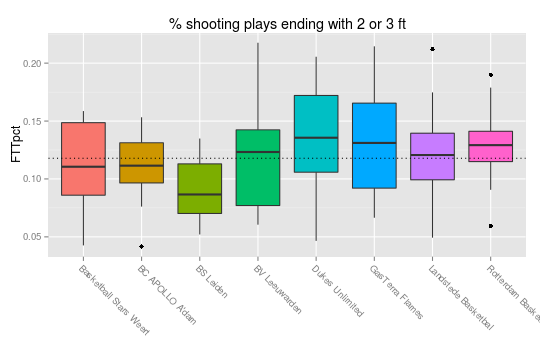 % shooting plays ending with 2 or 3 ft
FTTpct
0.20
0.15
0.10
0.05
Basketball Stars Weert
BC APOLLO A'dam
BS Leiden
BV Leeuwarden
Dukes Unlimited
GasTerra Flames
Landstede Basketbal
Rotterdam Baske